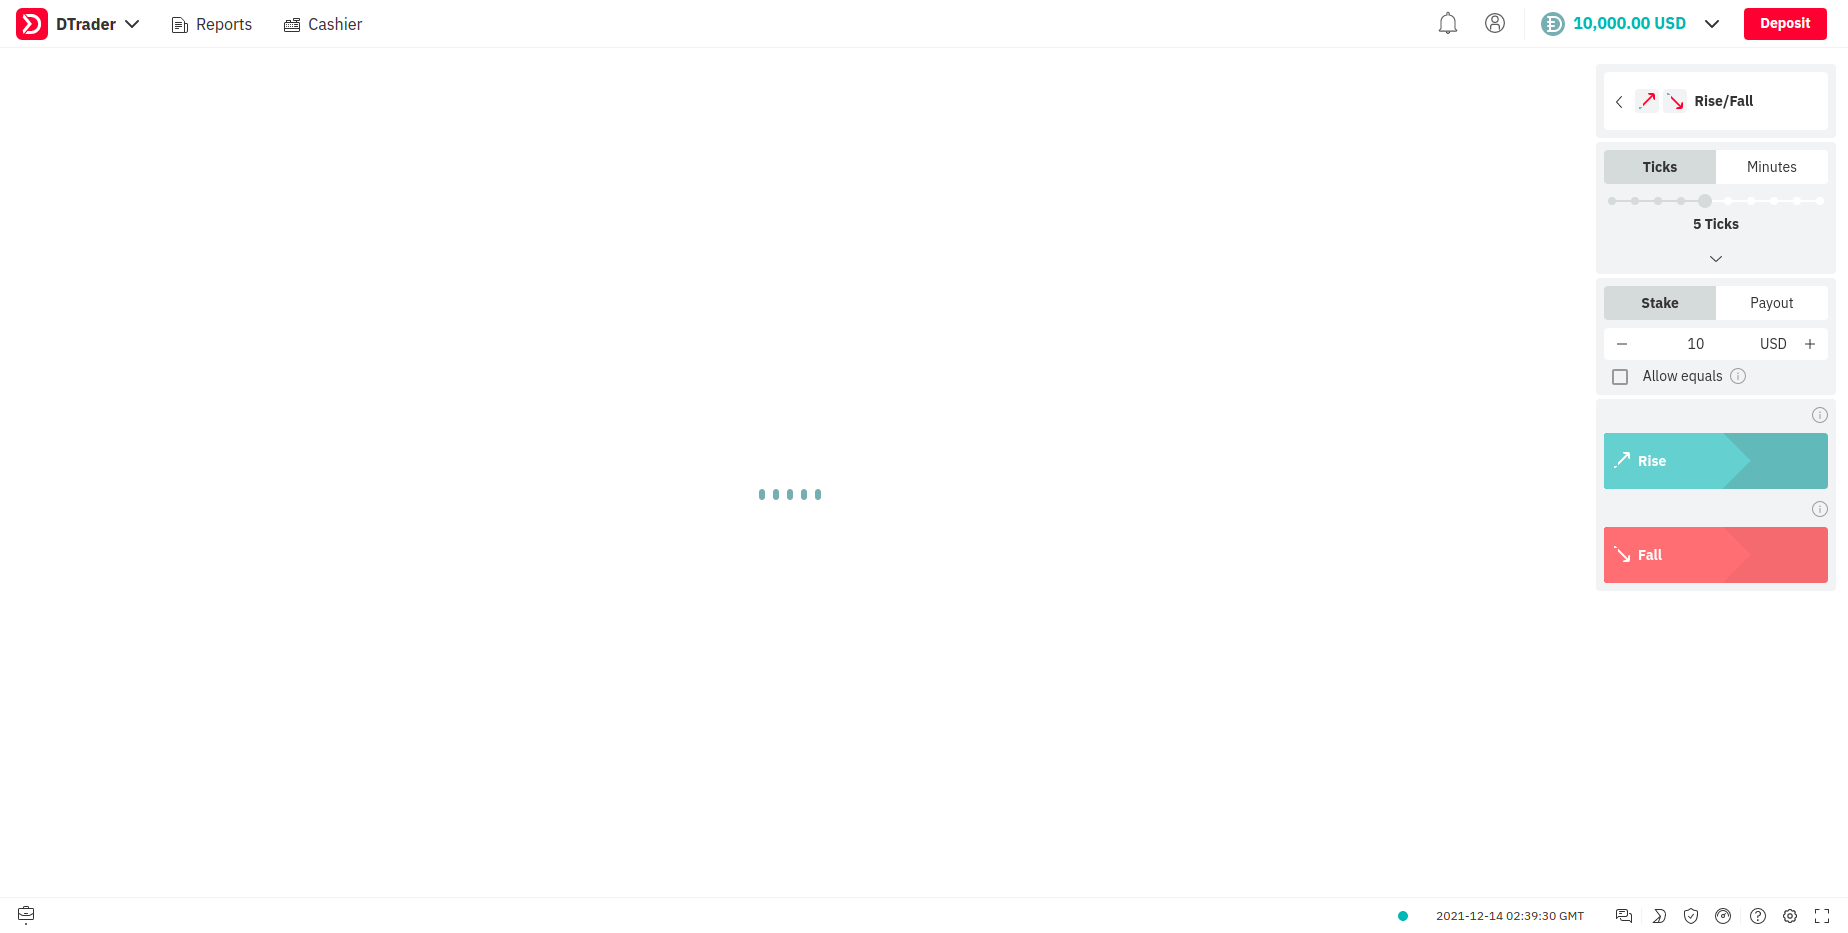 DTrader
Reports
Cashier
10,000.00 USD
Deposit
Rise/Fall
Ticks
Minutes
5 Ticks
Stake
Payout
10
USD
Allow equals
Rise
Fall
2021-12-14 02:39:30 GMT